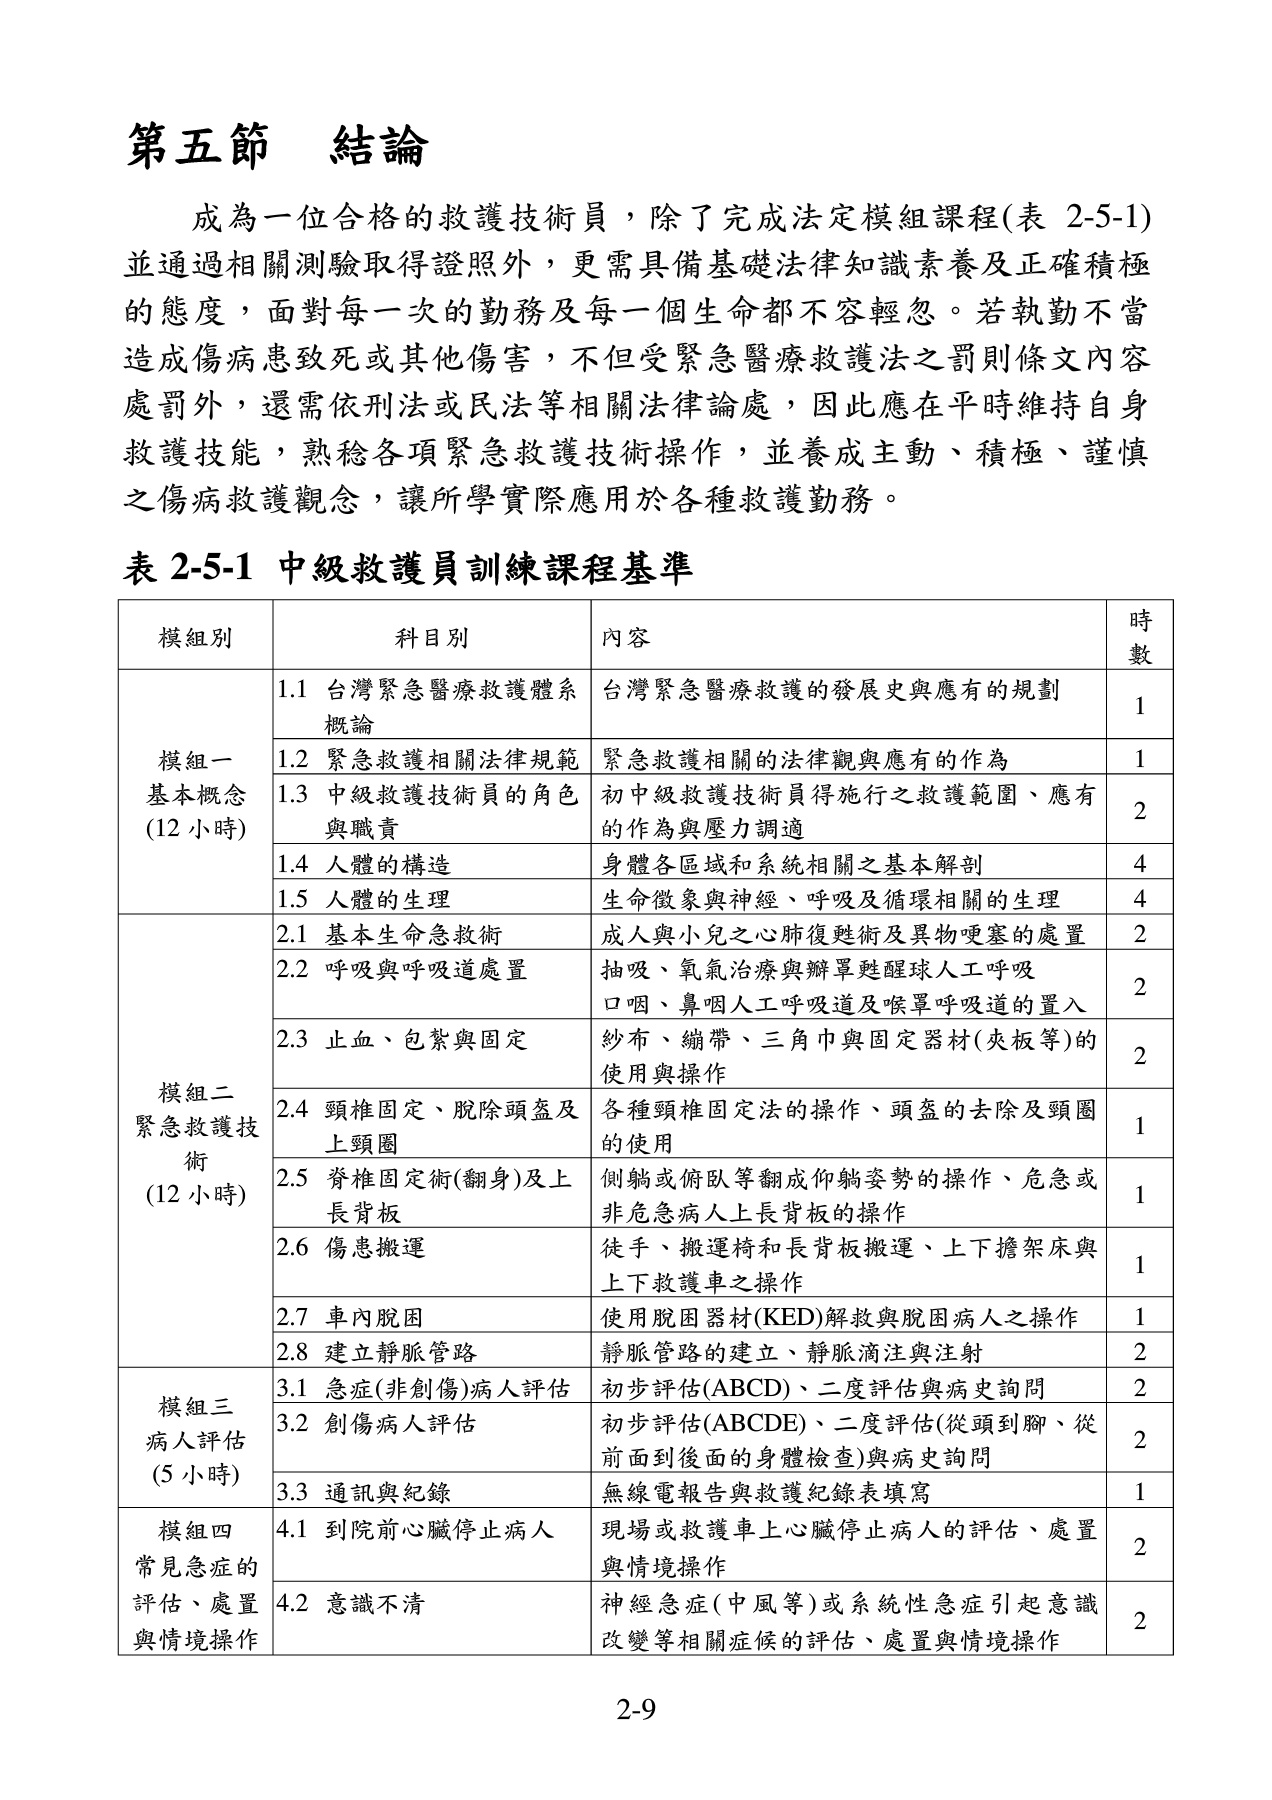 第五節　結論
成為一位合格的救護技術員，除了完成法定模組課程(表 2-5-1)
並通過相關測驗取得證照外，更需具備基礎法律知識素養及正確積極
的態度，面對每一次的勤務及每一個生命都不容輕忽。若執勤不當
造成傷病患致死或其他傷害，不但受緊急醫療救護法之罰則條文內容
處罰外，還需依刑法或民法等相關法律論處，因此應在平時維持自身
救護技能，熟稔各項緊急救護技術操作，並養成主動、積極、謹慎
之傷病救護觀念，讓所學實際應用於各種救護勤務。
表 2-5-1 中級救護員訓練課程基準
模組別 科目別 內容 時
數
模組一
基本概念
(12 小時)
1.1 台灣緊急醫療救護體系
概論
台灣緊急醫療救護的發展史與應有的規劃
1
1.2 緊急救護相關法律規範 緊急救護相關的法律觀與應有的作為 1
1.3 中級救護技術員的角色
與職責
初中級救護技術員得施行之救護範圍、應有
的作為與壓力調適
2
1.4 人體的構造 身體各區域和系統相關之基本解剖 4
1.5 人體的生理 生命徵象與神經、呼吸及循環相關的生理 4
模組二
緊急救護技
術
(12 小時)
2.1 基本生命急救術 成人與小兒之心肺復甦術及異物哽塞的處置 2
2.2 呼吸與呼吸道處置
抽吸、氧氣治療與辦罩甦醒球人工呼吸
口咽、鼻咽人工呼吸道及喉罩呼吸道的置入
2
2.3 止血、包紮與固定
紗布、繃帶、三角巾與固定器材(夾板等)的
使用與操作
2
2.4 頸椎固定、脫除頭盔及
上頸圈
各種頸椎固定法的操作、頭盔的去除及頸圈
的使用
1
2.5 脊椎固定術(翻身)及上
長背板
側躺或俯臥等翻成仰躺姿勢的操作、危急或
非危急病人上長背板的操作
1
2.6 傷患搬運
徒手、搬運椅和長背板搬運、上下擔架床與
上下救護車之操作
1
2.7 車內脫困 使用脫困器材(KED)解救與脫困病人之操作 1
2.8 建立靜脈管路 靜脈管路的建立、靜脈滴注與注射 2
模組三
病人評估
(5 小時)
3.1 急症(非創傷)病人評估 初步評估(ABCD)、二度評估與病史詢問 2
3.2 創傷病人評估
初步評估(ABCDE)、二度評估(從頭到腳、從
前面到後面的身體檢查)與病史詢問
2
3.3 通訊與紀錄 無線電報告與救護紀錄表填寫 1
模組四
常見急症的
評估、處置
與情境操作
4.1 到院前心臟停止病人
現場或救護車上心臟停止病人的評估、處置
與情境操作
2
4.2 意識不清
神經急症(中風等)或系統性急症引起意識
改變等相關症候的評估、處置與情境操作
2
2-9